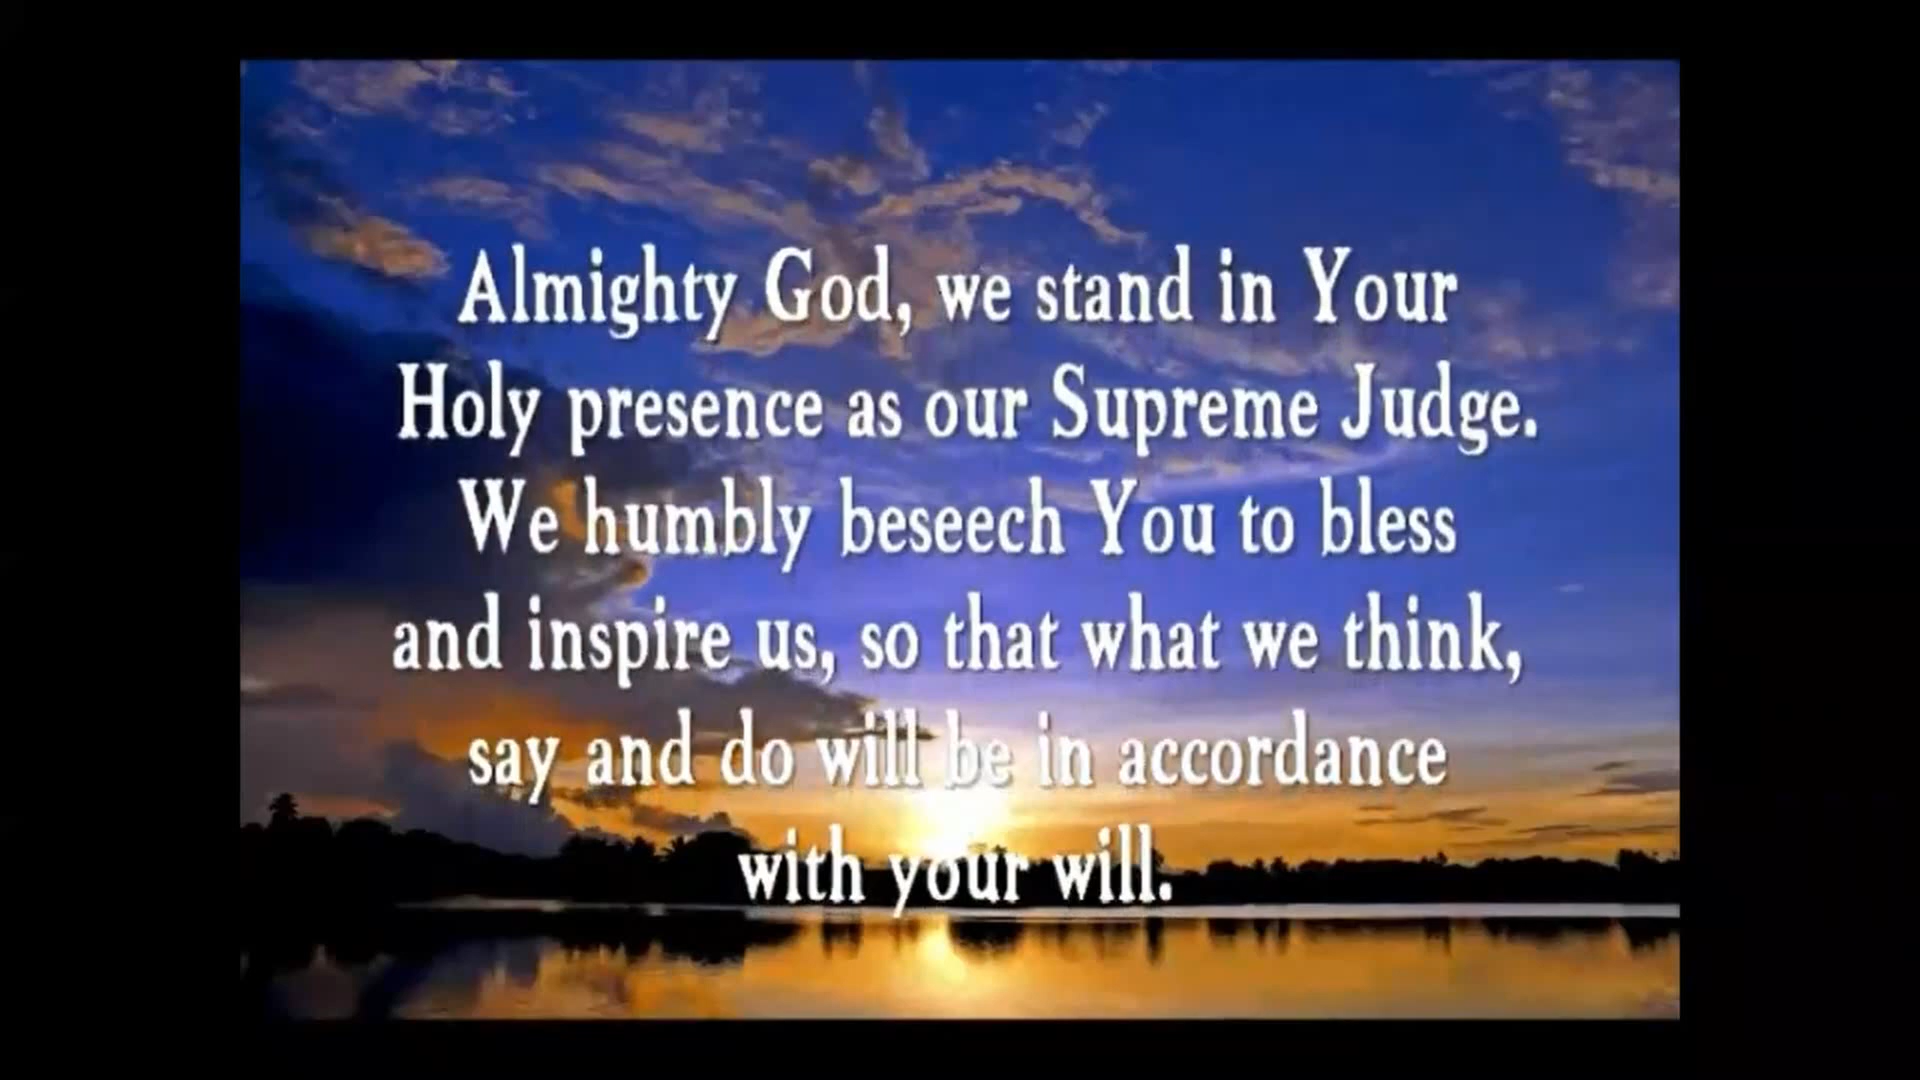 Almighty God, we stand in Your
Holy presence as our Supreme Judge.
We humbly beseech You to bless
and inspire us, so that what we think,
say and do will be in accordance
with your will.